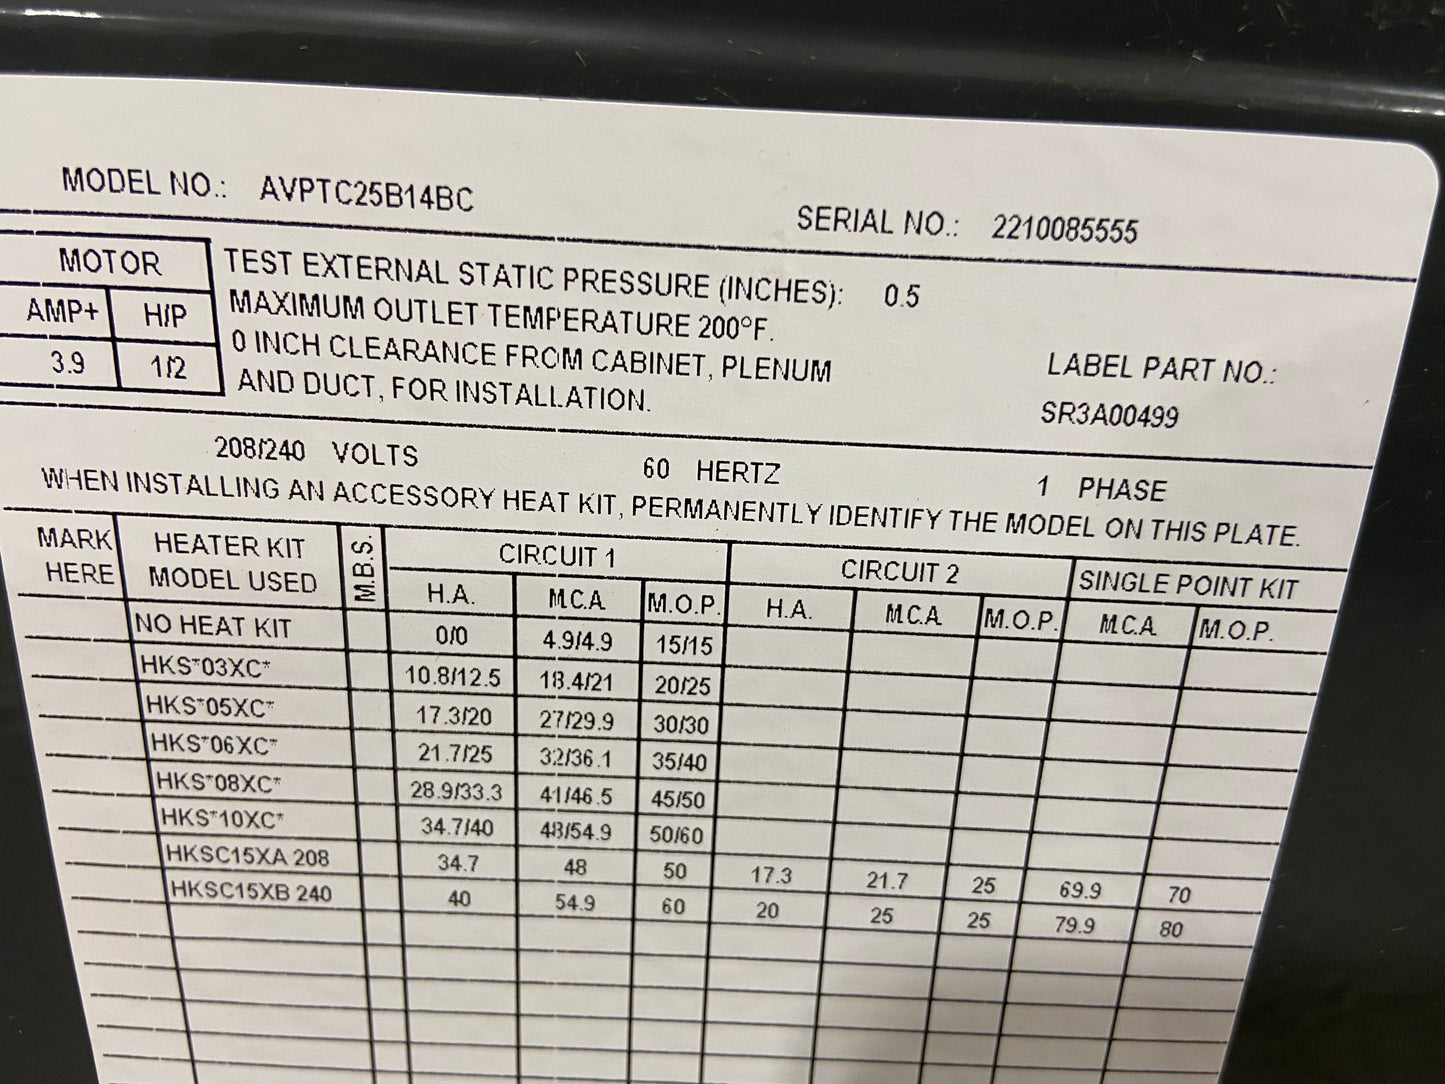 MODEL NO.: AVPTC25B14BC SERIAL NO.: 2210085555
MOTOR
AMP+ H/P
3.9 1/2
TEST EXTERNAL STATIC PRESSURE (INCHES): 0.5
MAXIMUM OUTLET TEMPERATURE 200°F.
0 INCH CLEARANCE FROM CABINET, PLENUM
AND DUCT, FOR INSTALLATION.
LABEL PART NO.:
SR3A00499
208/240 VOLTS 60 HERTZ 1 PHASE
WHEN INSTALLING AN ACCESSORY HEAT KIT, PERMANENTLY IDENTIFY THE MODEL ON THIS PLATE.
MARK HERE HEATER KIT MODEL USED M.B.S. CIRCUIT 1 CIRCUIT 2 SINGLE POINT KIT
H.A. M.C.A M.O.P. H.A. M.C.A M.O.P. M.C.A M.O.P.
NO HEAT KIT 0/0 4.9/4.9 15/15
HKS*03XC* 10.8/12.5 18.4/21 20/25
HKS*05XC* 17.3/20 27/29.9 30/30
HKS*06XC* 21.7/25 32/36.1 35/40
HKS*08XC* 28.9/33.3 41/46.5 45/50
HKS*10XC* 34.7/40 48/54.9 50/60
HKSC15XA 208 34.7 48 50 17.3 21.7 25 69.9 70
HKSC15XB 240 40 54.9 60 20 25 25 79.9 80